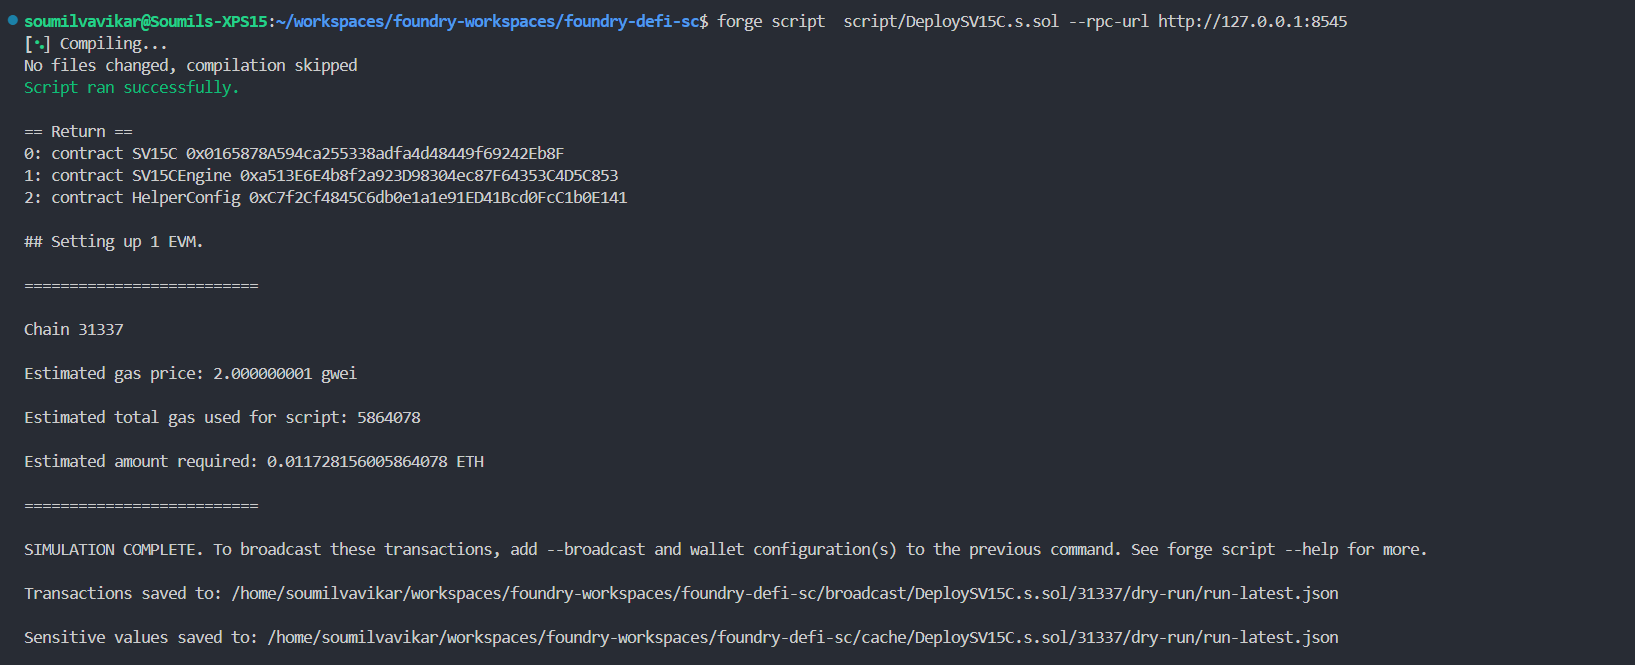 soumilvavikar@Soumils-XPS15:~/workspaces/foundry-workspaces/foundry-defi-sc$ forge script  script/DeploySV15C.s.sol --rpc-url http://127.0.0.1:8545
[⠢] Compiling...
No files changed, compilation skipped
Script ran successfully.
== Return ==
0: contract SV15C 0x0165878A594ca255338adfa4d48449f69242Eb8F
1: contract SV15CEngine 0xa513E6E4b8f2a923D98304ec87F64353C4D5C853
2: contract HelperConfig 0xC7f2Cf4845C6db0e1a1e91ED41Bcd0FcC1b0E141
## Setting up 1 EVM.
==========================
Chain 31337
Estimated gas price: 2.000000001 gwei
Estimated total gas used for script: 5864078
Estimated amount required: 0.011728156005864078 ETH
==========================
SIMULATION COMPLETE. To broadcast these transactions, add --broadcast and wallet configuration(s) to the previous command. See forge script --help for more.
Transactions saved to: /home/soumilvavikar/workspaces/foundry-workspaces/foundry-defi-sc/broadcast/DeploySV15C.s.sol/31337/dry-run/run-latest.json
Sensitive values saved to: /home/soumilvavikar/workspaces/foundry-workspaces/foundry-defi-sc/cache/DeploySV15C.s.sol/31337/dry-run/run-latest.json